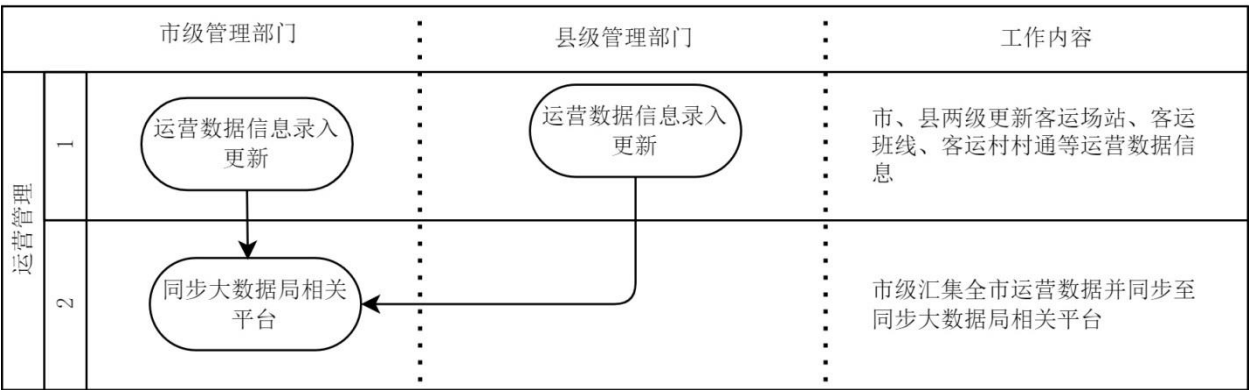 市级管理部门
县级管理部门
工作内容
运营管理
1
运营数据信息录入
更新
运营数据信息录入
更新
市、县两级更新客运场站、客运
班线、客运村村通等运营数据信
息
2
同步大数据局相关
平台
市级汇集全市运营数据并同步至
同步大数据局相关平台